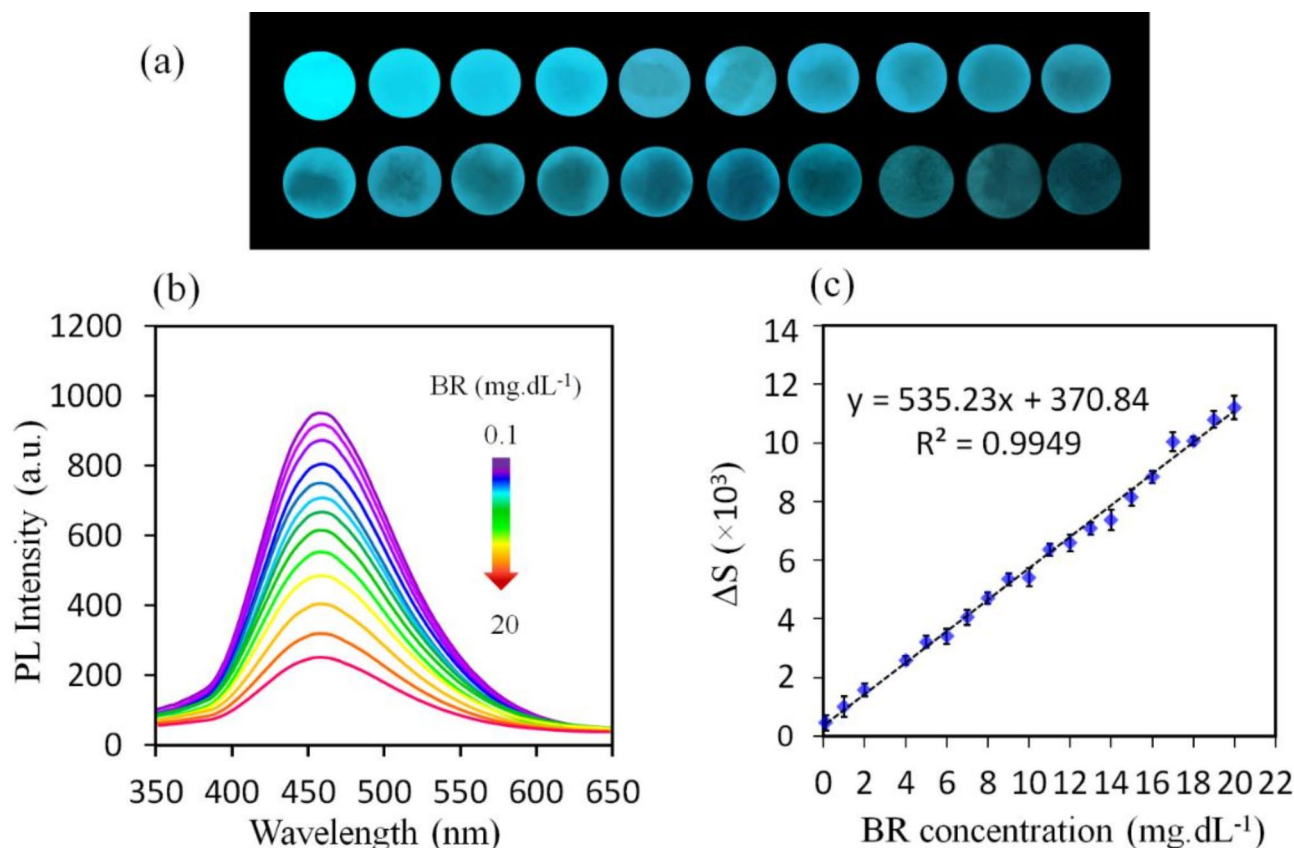 (a)
(b)
1200
1000
800
600
400
200
0
PL Intensity (a.u.)
BR (mg.dL⁻¹)
0.1
20
350 400 450 500 550 600 650
Wavelength (nm)
(c)
14
12
10
8
6
4
2
0
ΔS (×10³)
y = 535.23x + 370.84
R² = 0.9949
0 2 4 6 8 10 12 14 16 18 20 22
BR concentration (mg.dL⁻¹)